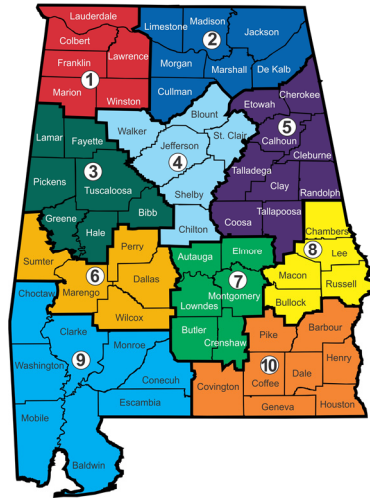 Lauderdale
Limestone
Madison
Jackson
Colbert
2
Franklin
Lawrence
Morgan
Marshall
De Kalb
1
Marion
Winston
Cullman
Cherokee
Blount
Etowah
Walker
St. Clair
5
Lamar
Fayette
Jefferson
Calhoun
4
Cleburne
3
Talladega
Pickens
Tuscaloosa
Clay
Randolph
Shelby
Greene
Bibb
Hale
Coosa
Tallapoosa
Chilton
Chambers
Perry
Autauga
Elmore
8
Lee
Sumter
6
Dallas
7
Macon
Choctaw
Marengo
Montgomery
Russell
Lowndes
Bullock
Wilcox
Clarke
Butler
Pike
Barbour
Monroe
Crenshaw
9
10
Henry
Washington
Dale
Conecuh
Covington
Coffee
Escambia
Geneva
Houston
Mobile
Baldwin